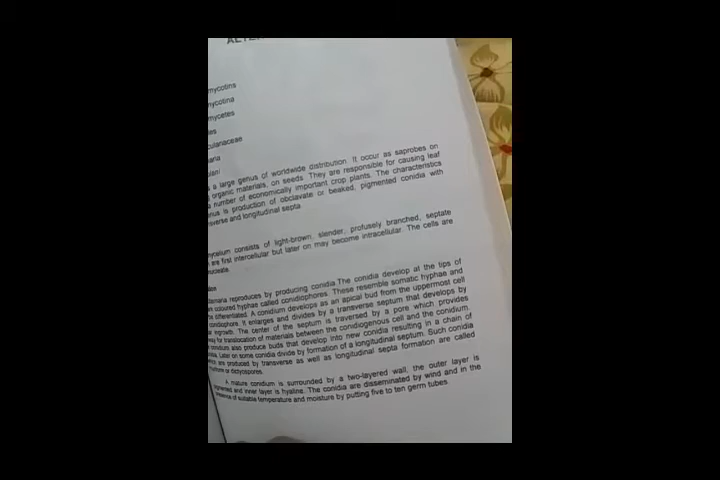 mycotina
mycotina
mycetes
les
culariaceae
naria
olani
a large genus of worldwide distribution. It occur as saprobes on
organic materials, on seeds. They are responsible for causing leaf
number of economically important crop plants. The characteristics
nus is production of obclavate or beaked, pigmented conidia with
nsverse and longitudinal septa.
mycelium consists of light-brown, slender, profusely branched, septate
are first intercellular but later on may become intracellular. The cells are
nucleate.
reproduces by producing conidia. The conidia develop at the tips of
coloured hyphae called conidiophores. These resemble somatic hyphae and
differentiated. A conidium develops as an apical bud from the uppermost cell
conidiophore. It enlarges and divides by a transverse septum that develops by
ingrowth. The center of the septum is traversed by a pore which provides
way for translocation of materials between the conidiogenous cell and the conidium.
conidium also produce buds that develop into new conidia resulting in a chain of
Later on some conidia divide by formation of a longitudinal septum. Such conidia
which are produced by transverse as well as longitudinal septa formation are called
or dictyospores.
A mature conidium is surrounded by a two-layered wall, the outer layer is
pigmented and inner layer is hyaline. The conidia are disseminated by wind and in the
presence of suitable temperature and moisture by putting five to ten germ tubes.